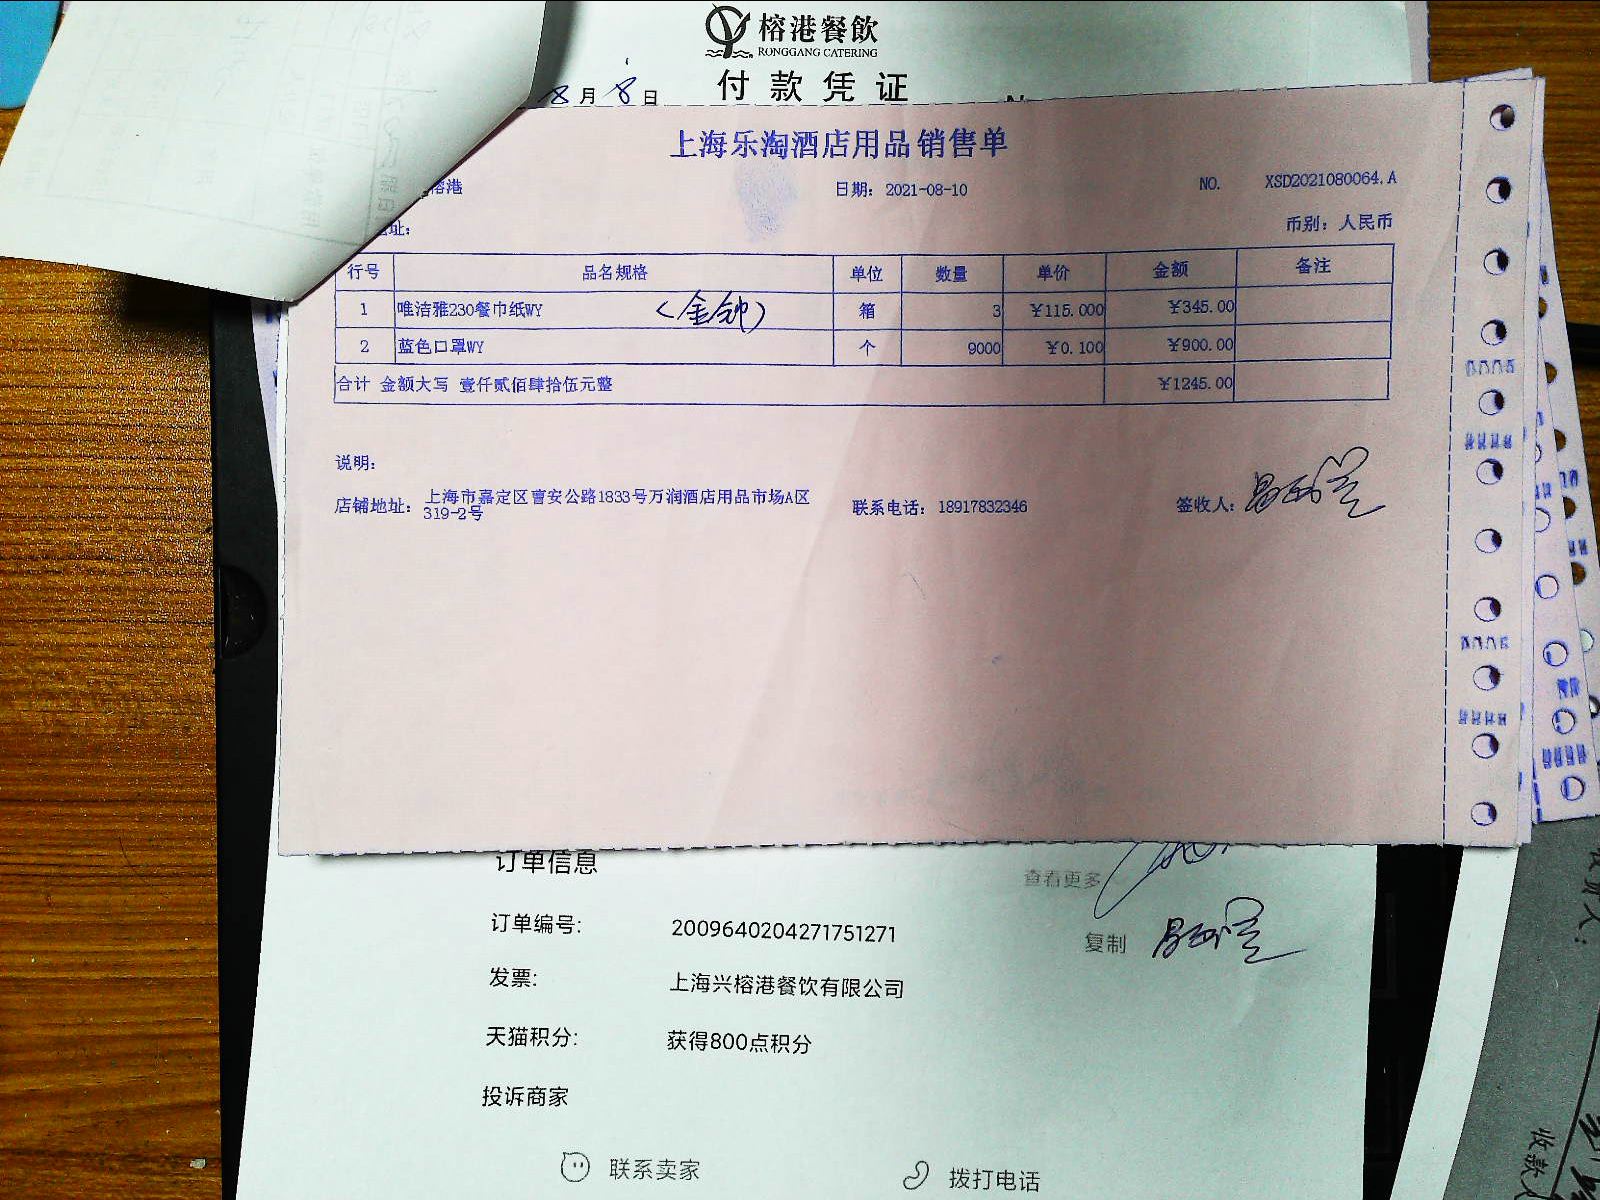 榕港餐飲
RONGGANG CATERING
付款凭证
8月8日
上海乐淘酒店用品销售单
榕港 日期: 2021-08-10 NO. XSD2021080064.A
址: 币别: 人民币
行号 品名规格 单位 数量 单价 金额 备注
1 唯洁雅230餐巾纸WY (金钟) 箱 3 ¥115.000 ¥345.00
2 蓝色口罩WY 个 9000 ¥0.100 ¥900.00
合计 金额大写 壹仟贰佰肆拾伍元整 ¥1245.00
说明:
店铺地址: 上海市嘉定区曹安公路1833号万润酒店用品市场A区
319-2号
联系电话: 18917832346 签收人:
订单信息 查看更多
订单编号: 2009640204271751271 复制
发票: 上海兴榕港餐饮有限公司
天猫积分: 获得800点积分
投诉商家
联系卖家 拨打电话
收款人